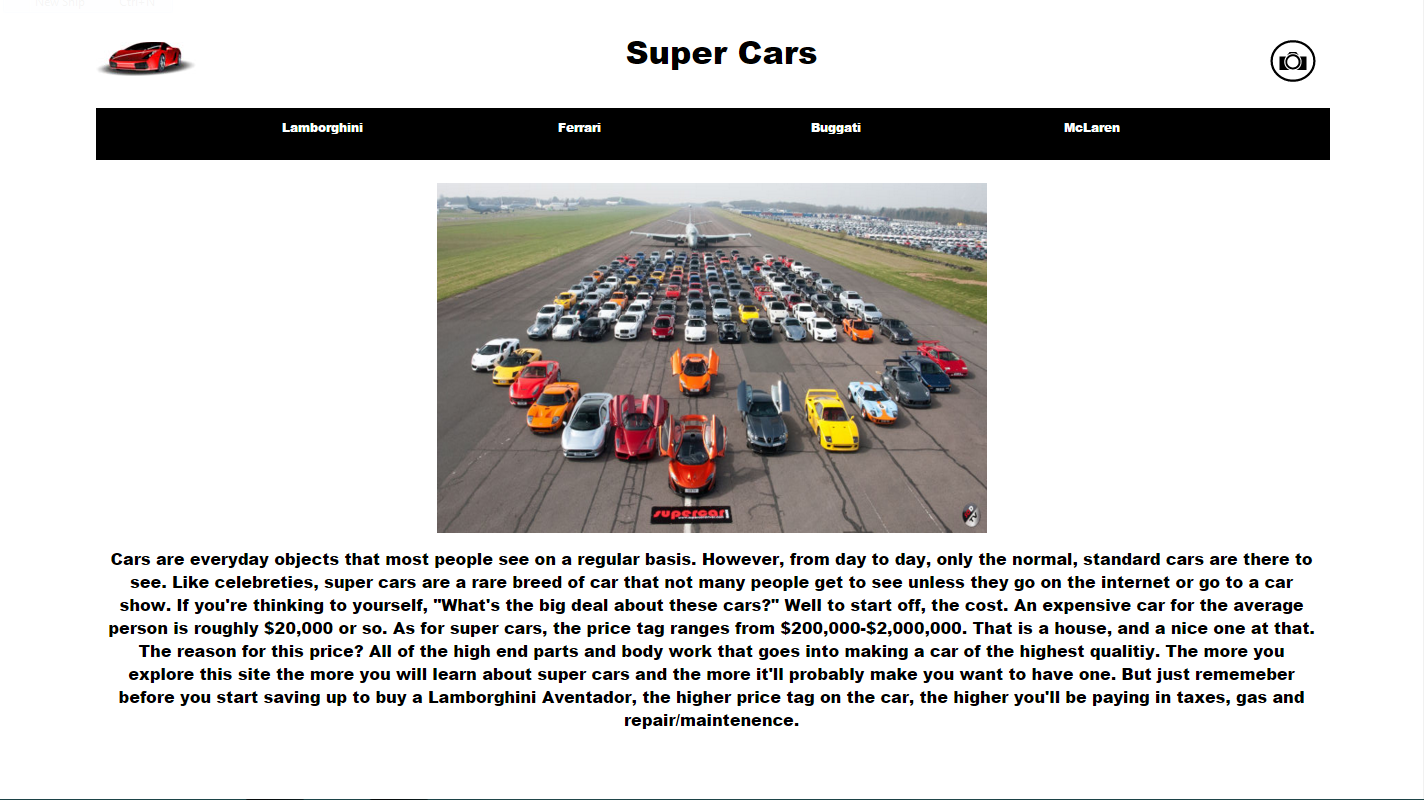 Super Cars
Lamborghini Ferrari Buggati McLaren
supercar
Cars are everyday objects that most people see on a regular basis. However, from day to day, only the normal, standard cars are there to
see. Like celebreties, super cars are a rare breed of car that not many people get to see unless they go on the internet or go to a car
show. If you're thinking to yourself, "What's the big deal about these cars?" Well to start off, the cost. An expensive car for the average
person is roughly $20,000 or so. As for super cars, the price tag ranges from $200,000-$2,000,000. That is a house, and a nice one at that.
The reason for this price? All of the high end parts and body work that goes into making a car of the highest qualitiy. The more you
explore this site the more you will learn about super cars and the more it'll probably make you want to have one. But just rememeber
before you start saving up to buy a Lamborghini Aventador, the higher price tag on the car, the higher you'll be paying in taxes, gas and
repair/maintenence.